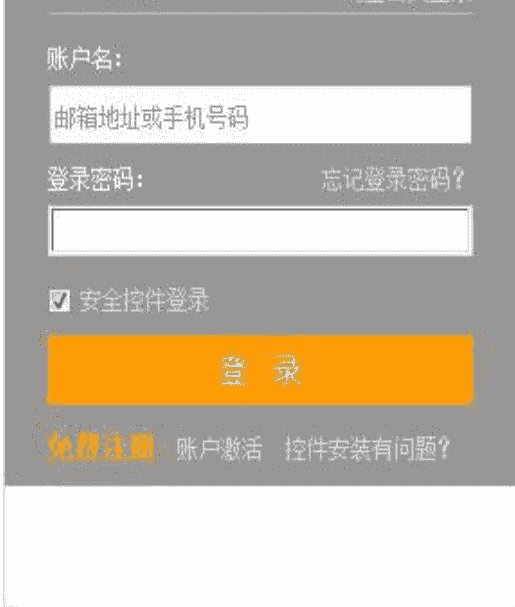 账户名：
邮箱地址或手机号码
登录密码： 忘记登录密码？
安全控件登录
登 录
免费注册 账户激活 控件安装有问题？